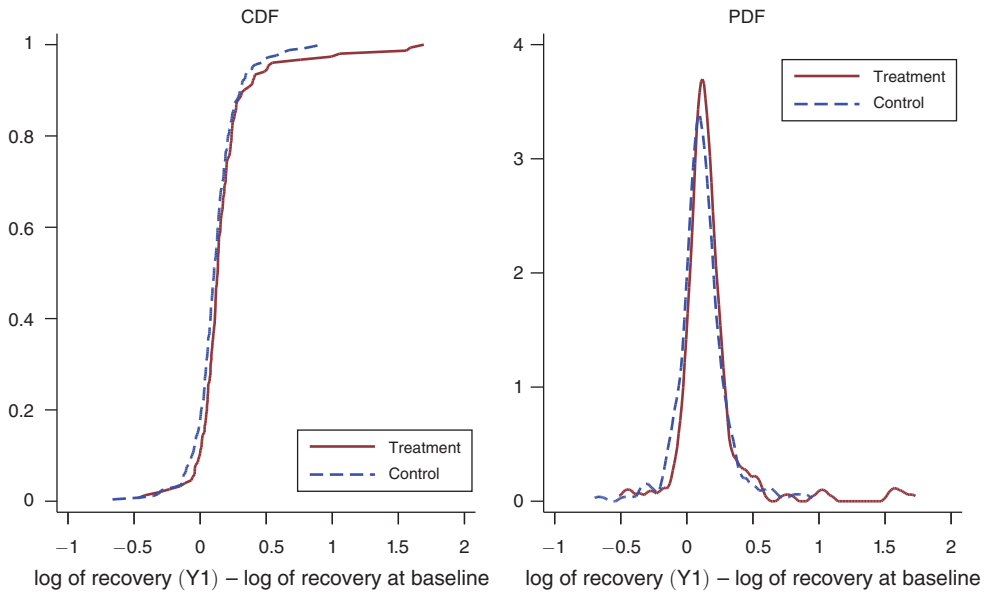 CDF
1
0.8
0.6
0.4
0.2
0
Treatment
Control
−1 −0.5 0 0.5 1 1.5 2
log of recovery (Y1) − log of recovery at baseline
PDF
4
3
2
1
0
Treatment
Control
−1 −0.5 0 0.5 1 1.5 2
log of recovery (Y1) − log of recovery at baseline